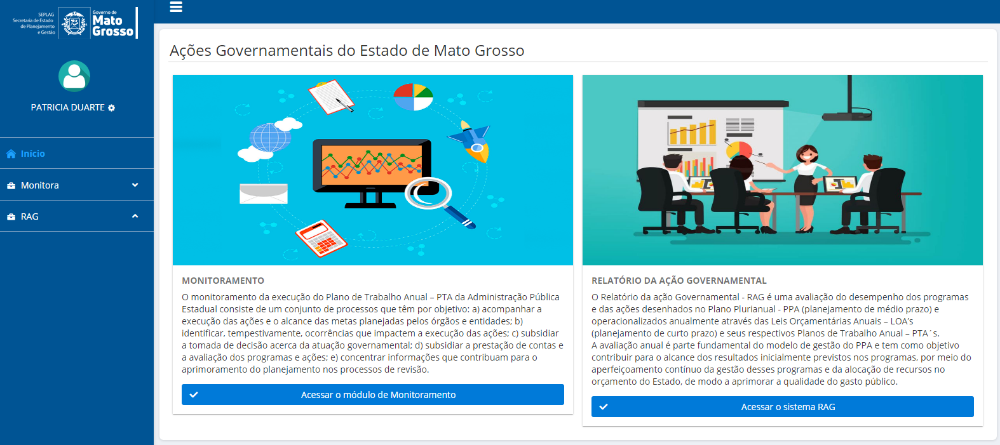 SEPLAG
Secretaria de Estado
de Planejamento
e Gestão
Governo de
Mato
Grosso
PATRICIA DUARTE
Início
Monitora
RAG
Ações Governamentais do Estado de Mato Grosso
MONITORAMENTO
O monitoramento da execução do Plano de Trabalho Anual – PTA da Administração Pública
Estadual consiste de um conjunto de processos que têm por objetivo: a) acompanhar a
execução das ações e o alcance das metas planejadas pelos órgãos e entidades; b)
identificar, tempestivamente, ocorrências que impactem a execução das ações; c) subsidiar
a tomada de decisão acerca da atuação governamental; d) subsidiar a prestação de contas e
a avaliação dos programas e ações; e) concentrar informações que contribuam para o
aprimoramento do planejamento nos processos de revisão.
Acessar o módulo de Monitoramento
RELATÓRIO DA AÇÃO GOVERNAMENTAL
O Relatório da ação Governamental - RAG é uma avaliação do desempenho dos programas
e das ações desenhados no Plano Plurianual - PPA (planejamento de médio prazo) e
operacionalizados anualmente através das Leis Orçamentárias Anuais – LOA’s
(planejamento de curto prazo) e seus respectivos Planos de Trabalho Anual – PTA´s.
A avaliação anual é parte fundamental do modelo de gestão do PPA e tem como objetivo
contribuir para o alcance dos resultados inicialmente previstos nos programas, por meio do
aperfeiçoamento contínuo da gestão desses programas e da alocação de recursos no
orçamento do Estado, de modo a aprimorar a qualidade do gasto público.
Acessar o sistema RAG